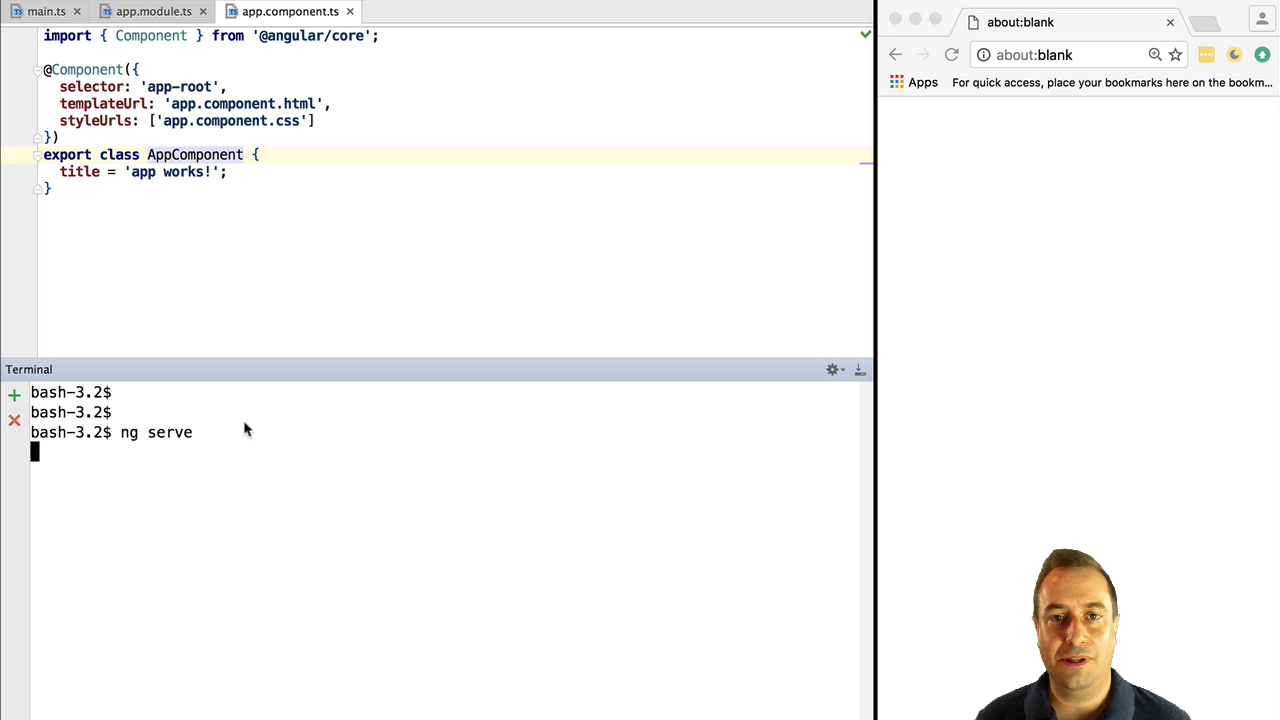 main.ts app.module.ts app.component.ts
import { Component } from '@angular/core';
@Component({
selector: 'app-root',
templateUrl: 'app.component.html',
styleUrls: ['app.component.css']
})
export class AppComponent {
title = 'app works!';
}
Terminal
bash-3.2$
bash-3.2$
bash-3.2$ ng serve
about:blank
about:blank
Apps For quick access, place your bookmarks here on the bookm...